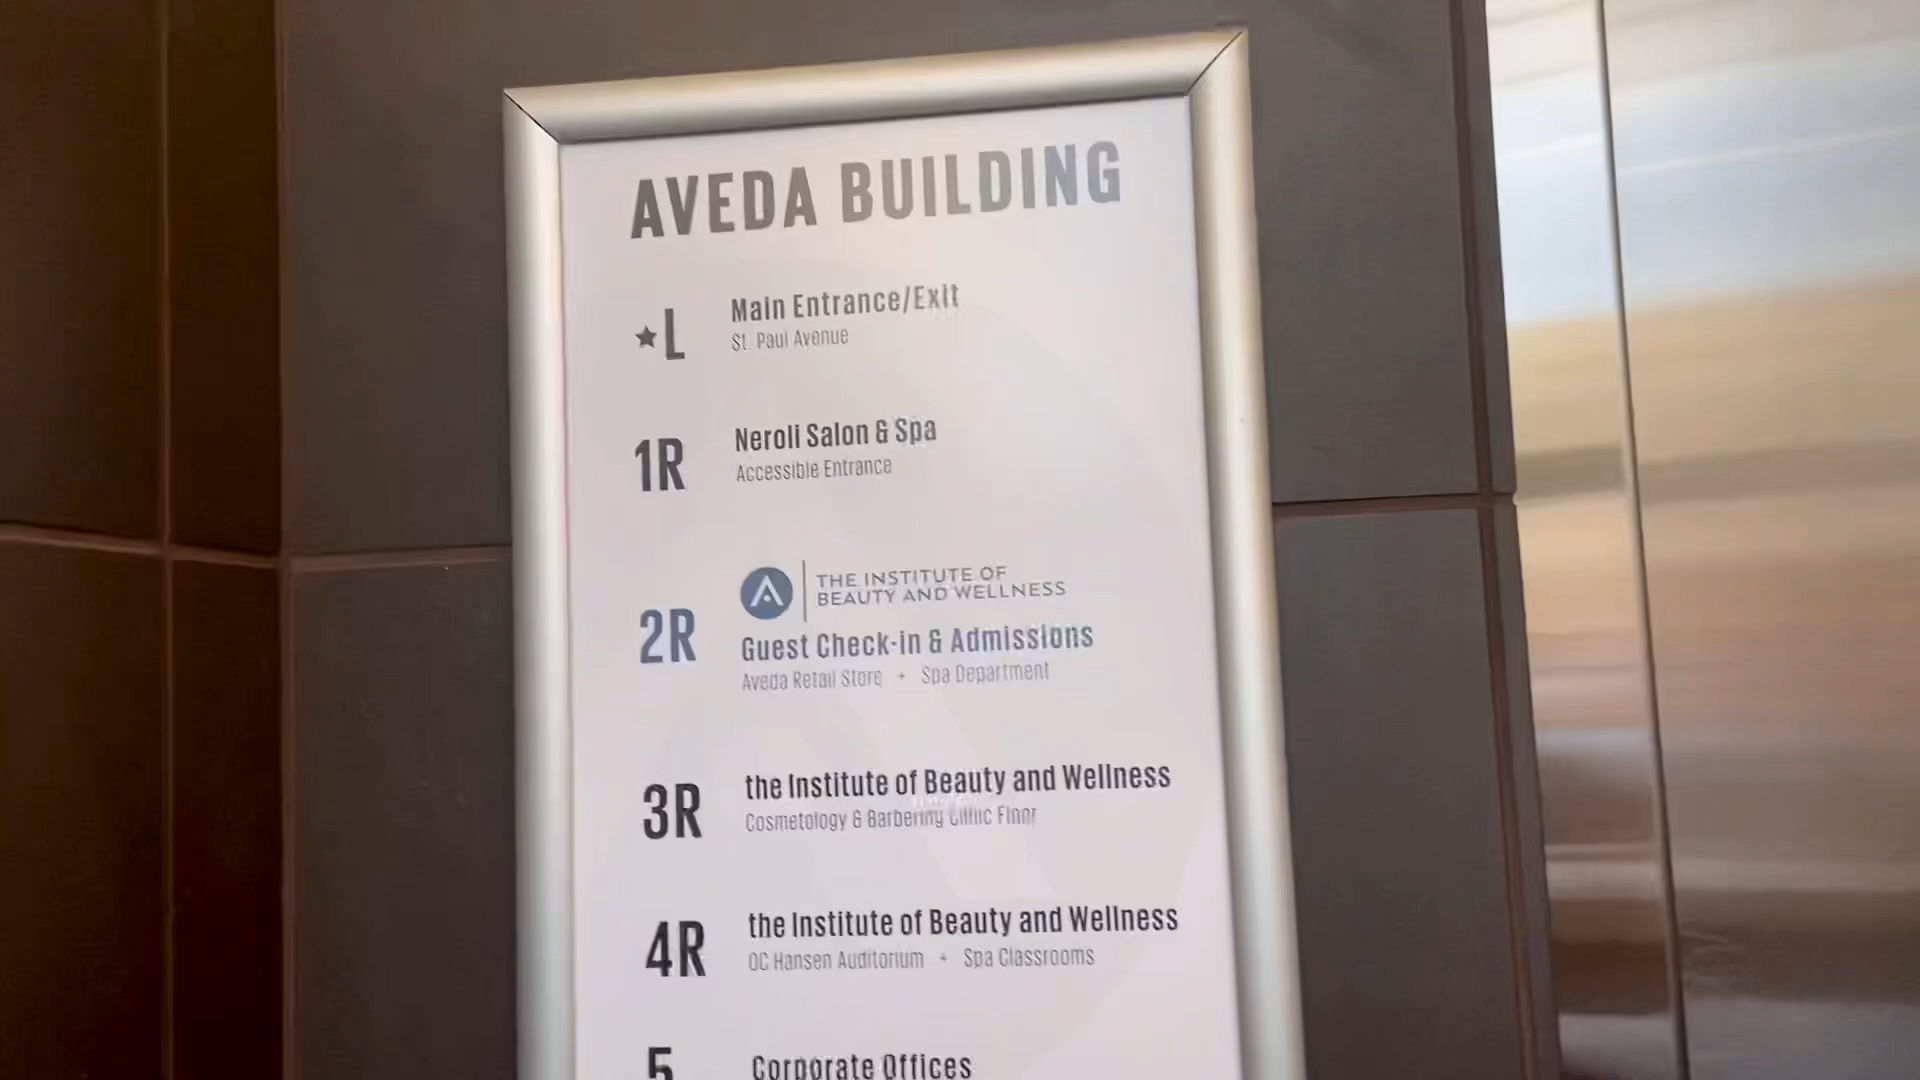 AVEDA BUILDING
★L
Main Entrance/Exit
St. Paul Avenue
1R
Neroli Salon & Spa
Accessible Entrance
2R
THE INSTITUTE OF
BEAUTY AND WELLNESS
Guest Check-in & Admissions
Aveda Retail Store + Spa Department
3R
the Institute of Beauty and Wellness
Cosmetology & Barbering Clinic Floor
4R
the Institute of Beauty and Wellness
OC Hansen Auditorium + Spa Classrooms
5
Corporate Offices